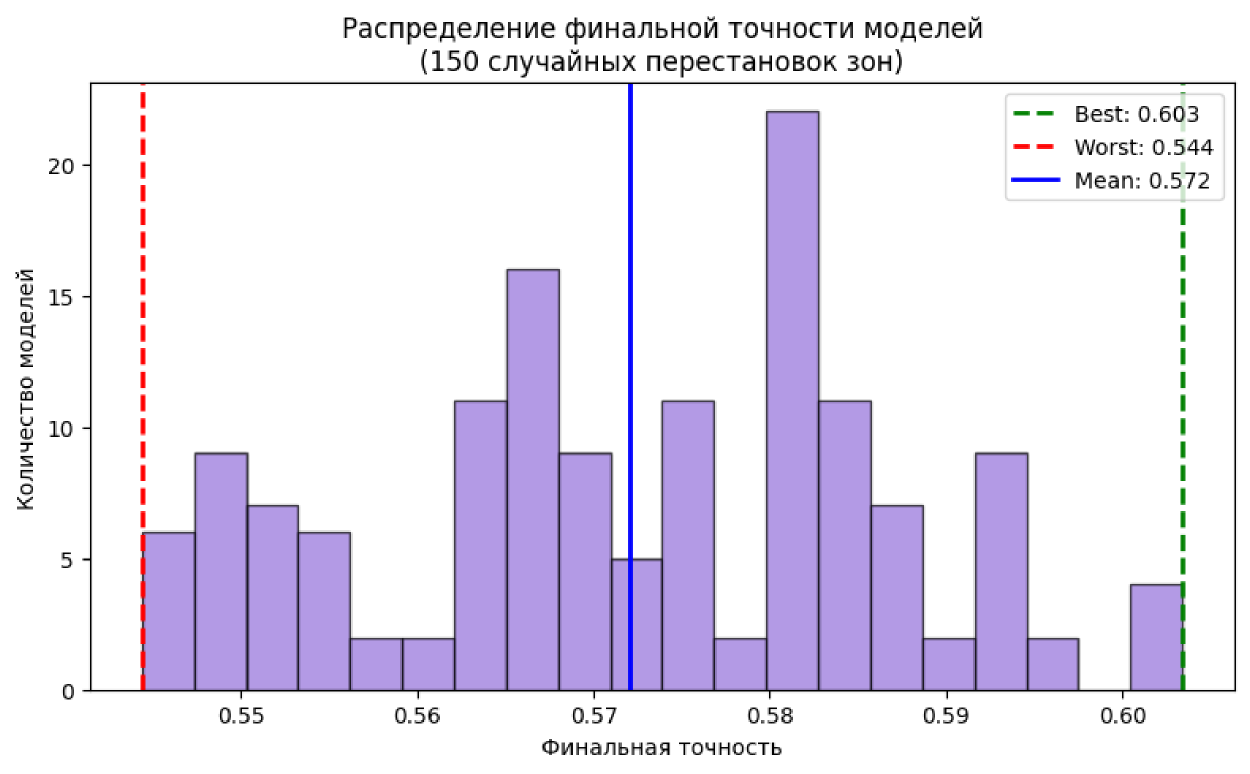 Распределение финальной точности моделей
(150 случайных перестановок зон)
Best: 0.603
Worst: 0.544
Mean: 0.572
Количество моделей
20
15
10
5
0
0.55 0.56 0.57 0.58 0.59 0.60
Финальная точность